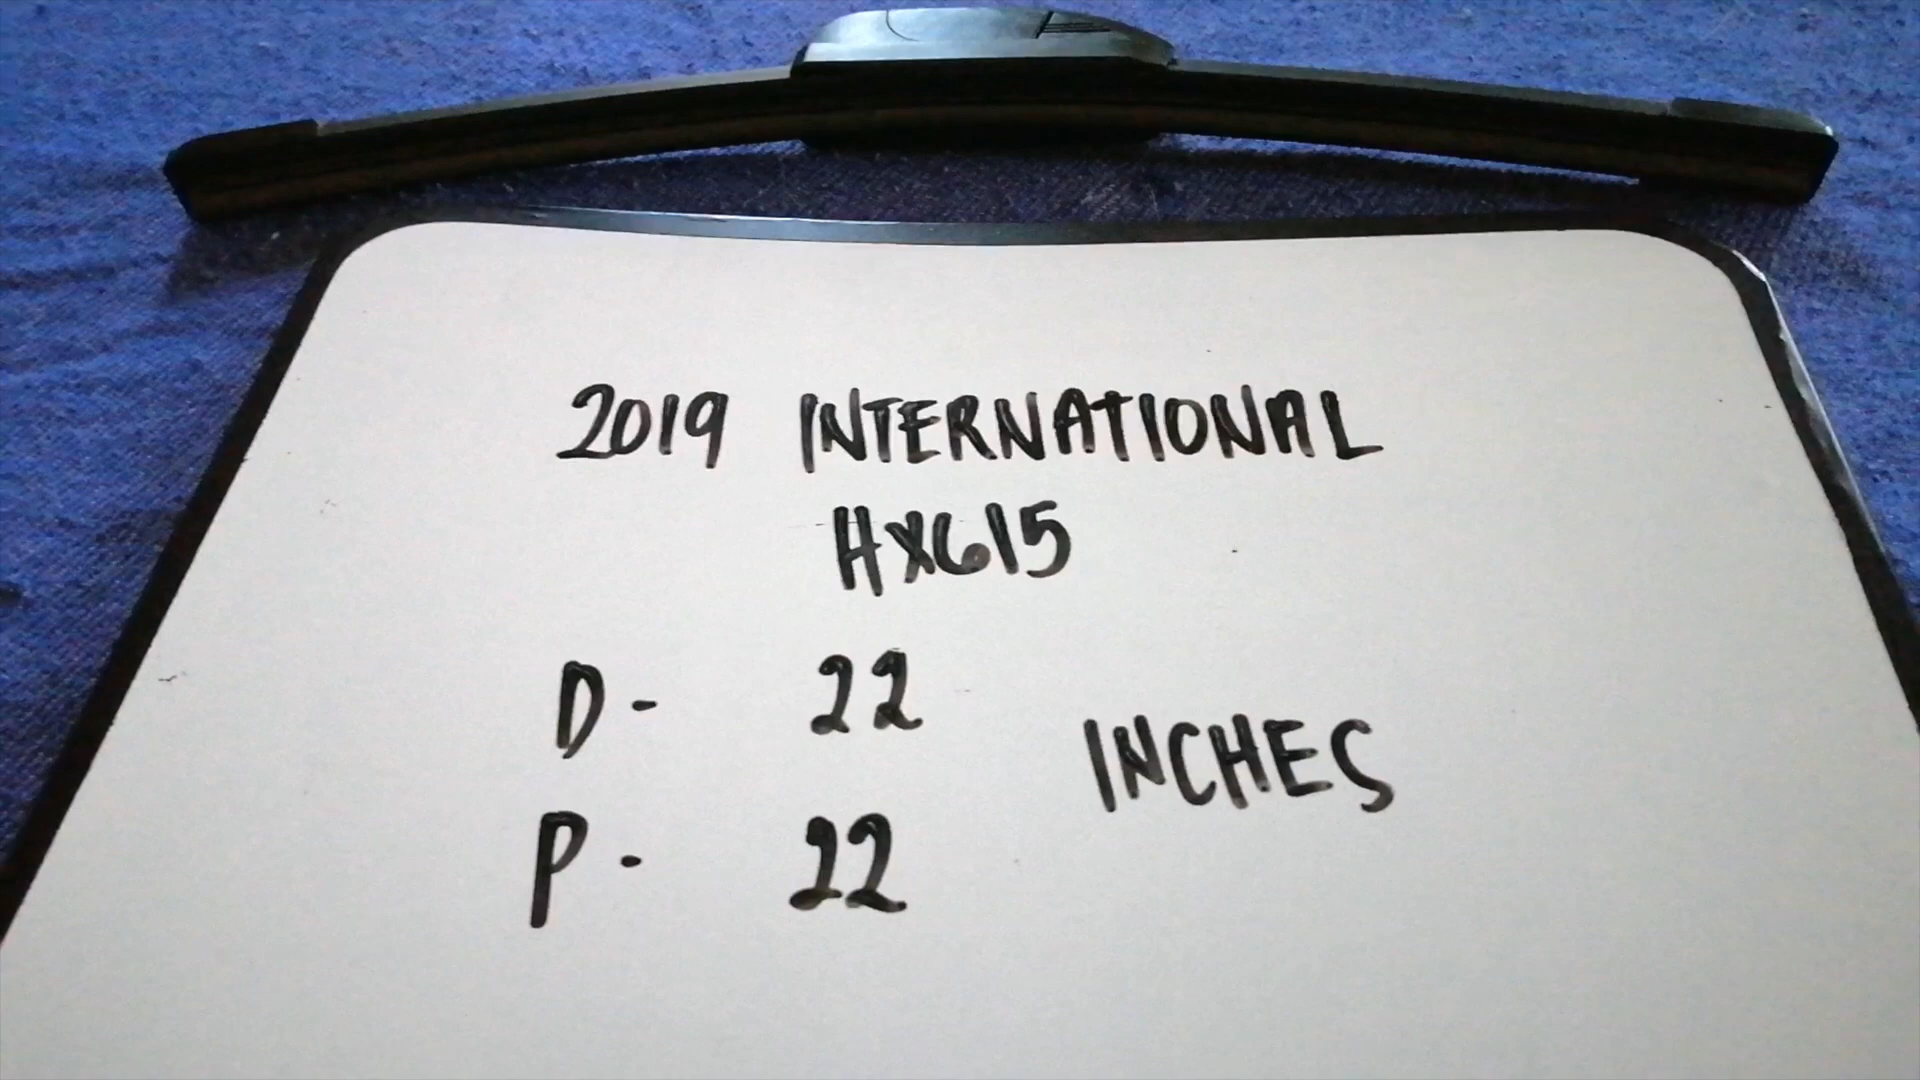 2019 INTERNATIONAL
HX615
D- 22
INCHES
P- 22